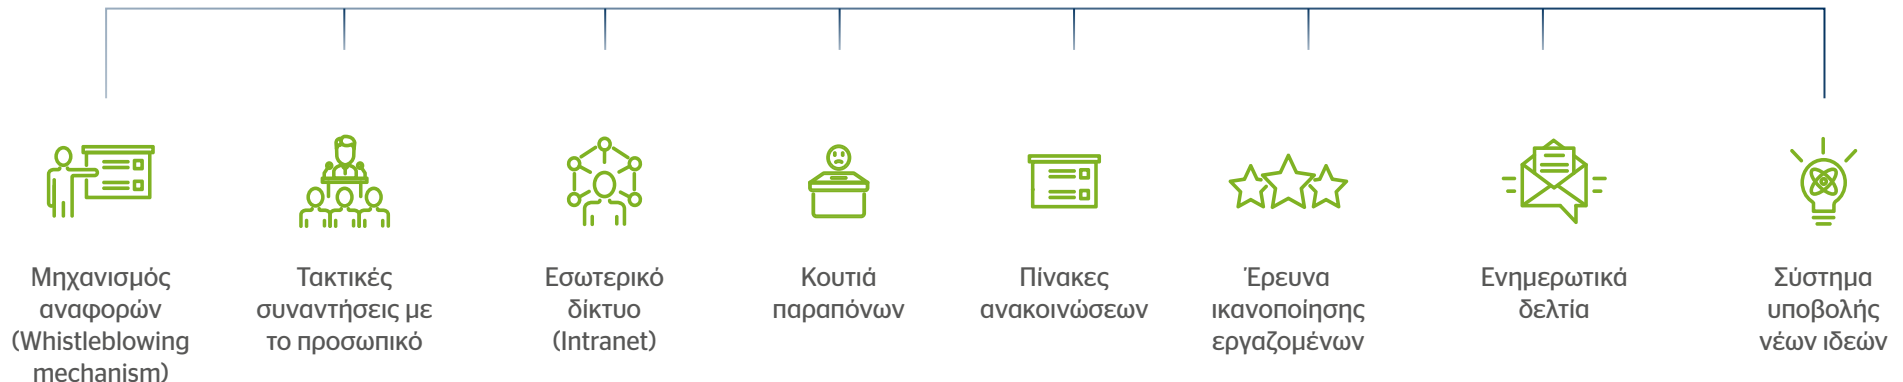 Μηχανισμός
αναφορών
(Whistleblowing
mechanism)
Τακτικές
συναντήσεις με
το προσωπικό
Εσωτερικό
δίκτυο
(Intranet)
Κουτιά
παραπόνων
Πίνακες
ανακοινώσεων
Έρευνα
ικανοποίησης
εργαζομένων
Ενημερωτικά
δελτία
Σύστημα
υποβολής
νέων ιδεών